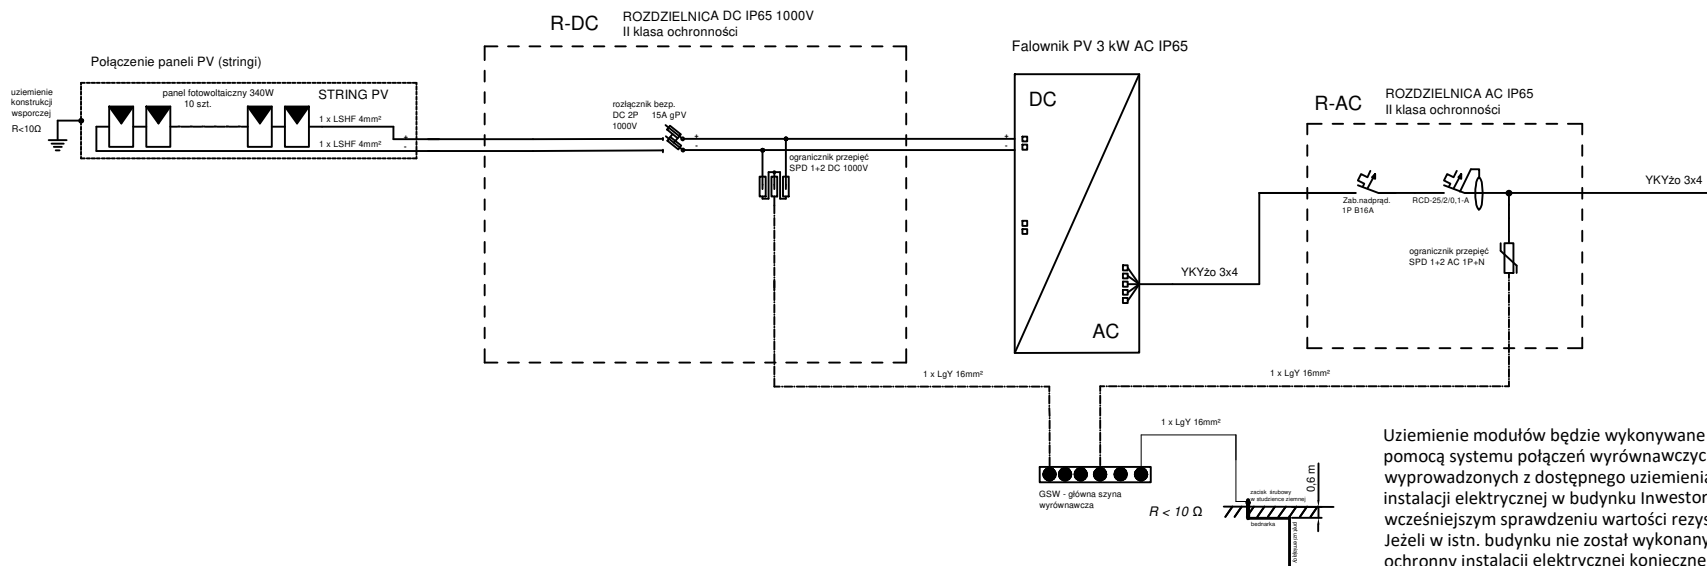 R-DC
ROZDZIELNICA DC IP65 1000V
II klasa ochronności
Połączenie paneli PV (stringi)
uziemienie
konstrukcji
wsporczej
R<10Ω
panel fotowoltaiczny 340W
10 szt.
STRING PV
1 x LSHF 4mm²
1 x LSHF 4mm²
+
-
rozłącznik bezp.
DC 2P 15A gPV
1000V
+
-
ogranicznik przepięć
SPD 1+2 DC 1000V
+
-
Falownik PV 3 kW AC IP65
DC
AC
YKYżo 3x4
R-AC
ROZDZIELNICA AC IP65
II klasa ochronności
Zab.nadprąd.
1P B16A
RCD-25/2/0,1-A
YKYżo 3x4
ogranicznik przepięć
SPD 1+2 AC 1P+N
1 x LgY 16mm²
1 x LgY 16mm²
1 x LgY 16mm²
GSW - główna szyna
wyrównawcza
R < 10 Ω
zacisk śrubowy
w studzience ziemnej
bednarka
pręt uziemiający
0,6 m
Uziemienie modułów będzie wykonywane
pomocą systemu połączeń wyrównawczyc
wyprowadzonych z dostępnego uziemienia
instalacji elektrycznej w budynku Inwestor
wcześniejszym sprawdzeniu wartości rezys
Jeżeli w istn. budynku nie został wykonany
ochronny instalacji elektrycznej konieczne